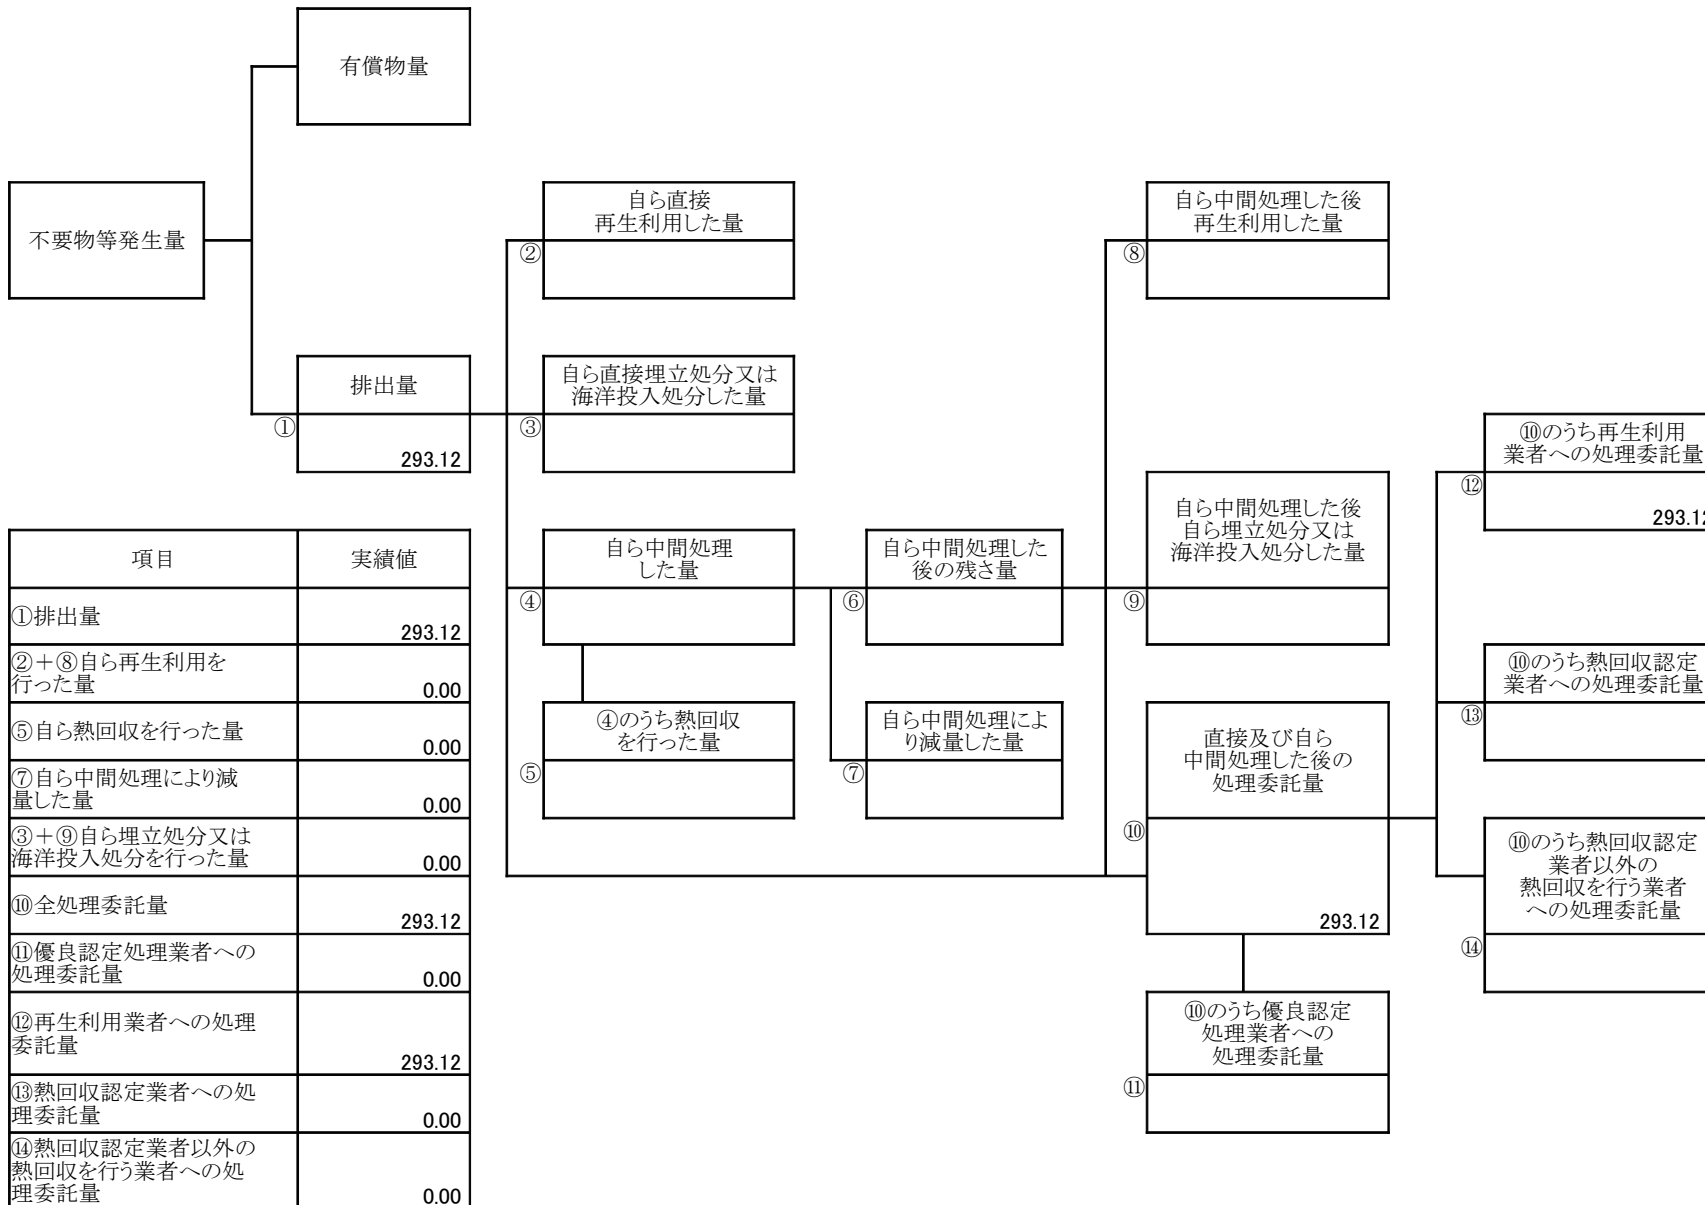 有償物量
不要物等発生量
自ら直接
再生利用した量
②
自ら中間処理した後
再生利用した量
⑧
排出量
①
293.12
自ら直接埋立処分又は
海洋投入処分した量
③
⑩のうち再生利用
業者への処理委託量
⑫
293.12
自ら中間処理
した量
④
自ら中間処理した
後の残さ量
⑥
自ら中間処理した後
自ら埋立処分又は
海洋投入処分した量
⑨
⑩のうち熱回収認定
業者への処理委託量
⑬
④のうち熱回収
を行った量
⑤
自ら中間処理によ
り減量した量
⑦
直接及び自ら
中間処理した後の
処理委託量
⑩
293.12
⑩のうち熱回収認定
業者以外の
熱回収を行う業者
への処理委託量
⑭
⑩のうち優良認定
処理業者への
処理委託量
⑪
項目 実績値
①排出量 293.12
②+⑧自ら再生利用を
行った量 0.00
⑤自ら熱回収を行った量 0.00
⑦自ら中間処理により減
量した量 0.00
③+⑨自ら埋立処分又は
海洋投入処分を行った量 0.00
⑩全処理委託量 293.12
⑪優良認定処理業者への
処理委託量 0.00
⑫再生利用業者への処理
委託量 293.12
⑬熱回収認定業者への処
理委託量 0.00
⑭熱回収認定業者以外の
熱回収を行う業者への処
理委託量 0.00